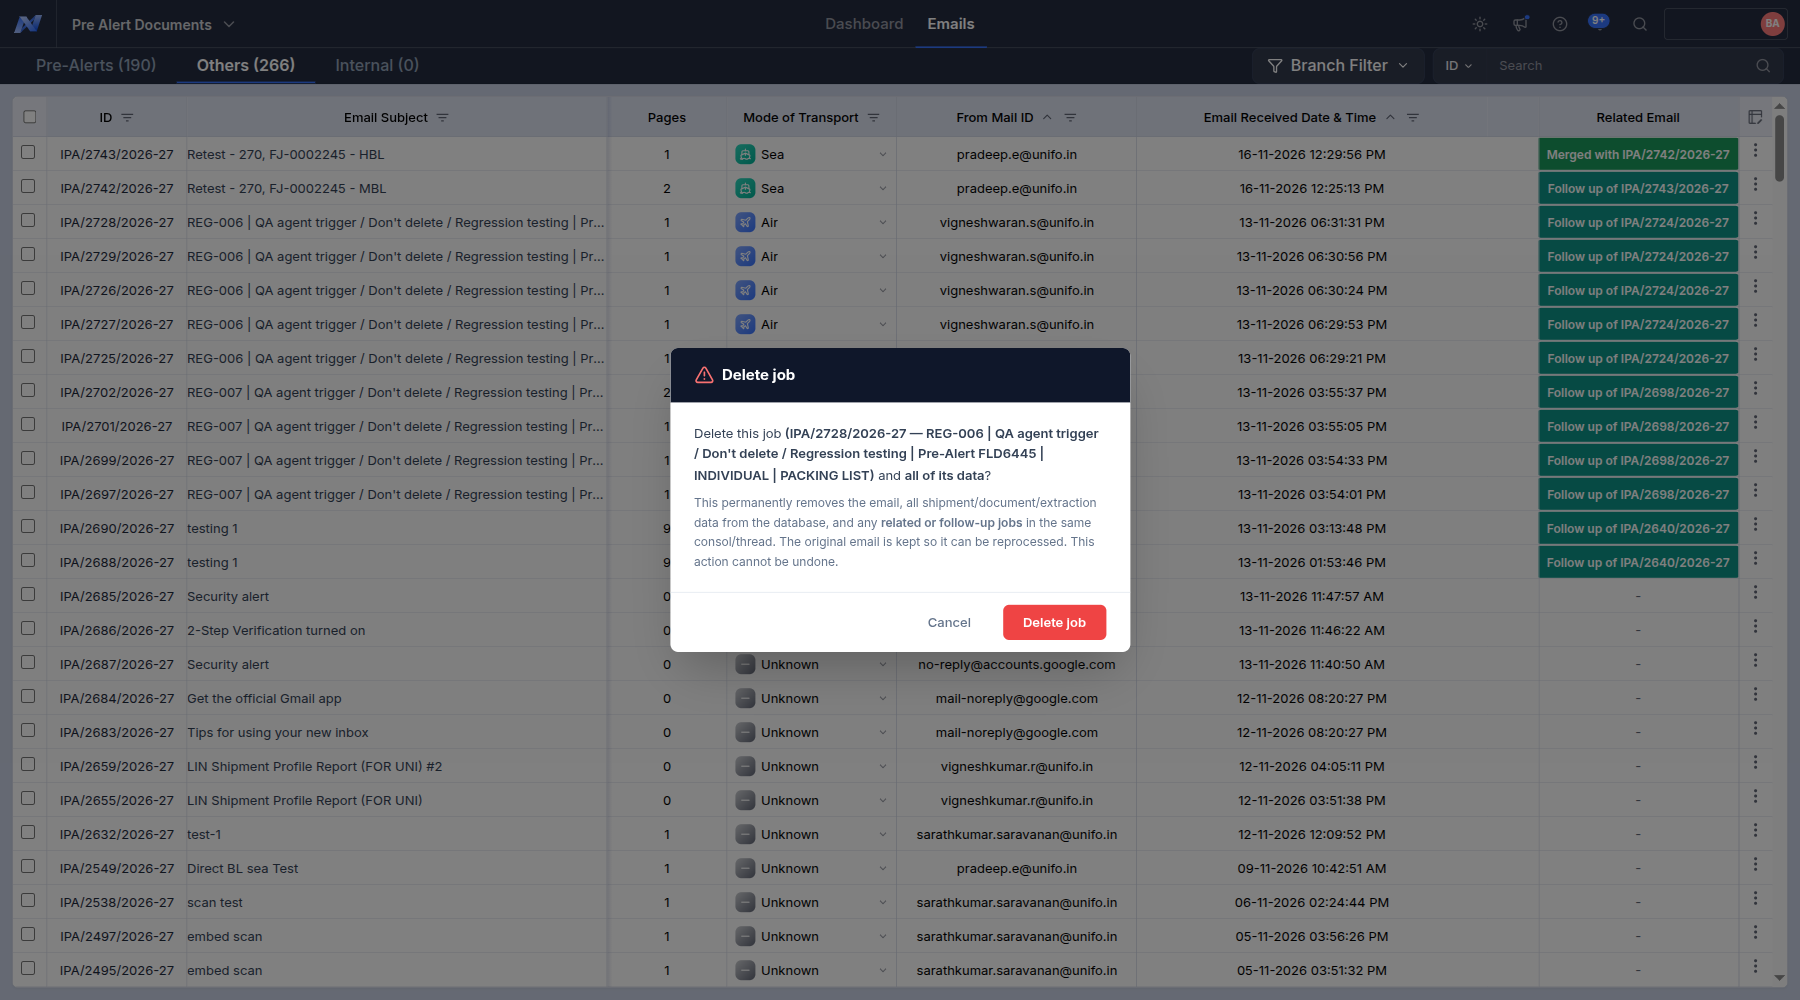 Pre Alert Documents
Dashboard
Emails
9+
BA
Pre-Alerts (190)
Others (266)
Internal (0)
Branch Filter
ID
Search
ID Email Subject Pages Mode of Transport From Mail ID Email Received Date & Time Related Email
IPA/2743/2026-27 Retest - 270, FJ-0002245 - HBL 1 Sea pradeep.e@unifo.in 16-11-2026 12:29:56 PM Merged with IPA/2742/2026-27
IPA/2742/2026-27 Retest - 270, FJ-0002245 - MBL 2 Sea pradeep.e@unifo.in 16-11-2026 12:25:13 PM Follow up of IPA/2743/2026-27
IPA/2728/2026-27 REG-006 | QA agent trigger / Don't delete / Regression testing | Pr... 1 Air vigneshwaran.s@unifo.in 13-11-2026 06:31:31 PM Follow up of IPA/2724/2026-27
IPA/2729/2026-27 REG-006 | QA agent trigger / Don't delete / Regression testing | Pr... 1 Air vigneshwaran.s@unifo.in 13-11-2026 06:30:56 PM Follow up of IPA/2724/2026-27
IPA/2726/2026-27 REG-006 | QA agent trigger / Don't delete / Regression testing | Pr... 1 Air vigneshwaran.s@unifo.in 13-11-2026 06:30:24 PM Follow up of IPA/2724/2026-27
IPA/2727/2026-27 REG-006 | QA agent trigger / Don't delete / Regression testing | Pr... 1 Air vigneshwaran.s@unifo.in 13-11-2026 06:29:53 PM Follow up of IPA/2724/2026-27
IPA/2725/2026-27 REG-006 | QA agent trigger / Don't delete / Regression testing | Pr... 1 13-11-2026 06:29:21 PM Follow up of IPA/2724/2026-27
IPA/2702/2026-27 REG-007 | QA agent trigger / Don't delete / Regression testing | Pr... 2 13-11-2026 03:55:37 PM Follow up of IPA/2698/2026-27
IPA/2701/2026-27 REG-007 | QA agent trigger / Don't delete / Regression testing | Pr... 1 13-11-2026 03:55:05 PM Follow up of IPA/2698/2026-27
IPA/2699/2026-27 REG-007 | QA agent trigger / Don't delete / Regression testing | Pr... 1 13-11-2026 03:54:33 PM Follow up of IPA/2698/2026-27
IPA/2697/2026-27 REG-007 | QA agent trigger / Don't delete / Regression testing | Pr... 1 13-11-2026 03:54:01 PM Follow up of IPA/2698/2026-27
IPA/2690/2026-27 testing 1 9 13-11-2026 03:13:48 PM Follow up of IPA/2640/2026-27
IPA/2688/2026-27 testing 1 9 13-11-2026 01:53:46 PM Follow up of IPA/2640/2026-27
IPA/2685/2026-27 Security alert 0 13-11-2026 11:47:57 AM -
IPA/2686/2026-27 2-Step Verification turned on 0 13-11-2026 11:46:22 AM -
IPA/2687/2026-27 Security alert 0 Unknown no-reply@accounts.google.com 13-11-2026 11:40:50 AM -
IPA/2684/2026-27 Get the official Gmail app 0 Unknown mail-noreply@google.com 12-11-2026 08:20:27 PM -
IPA/2683/2026-27 Tips for using your new inbox 0 Unknown mail-noreply@google.com 12-11-2026 08:20:27 PM -
IPA/2659/2026-27 LIN Shipment Profile Report (FOR UNI) #2 0 Unknown vigneshkumar.r@unifo.in 12-11-2026 04:05:11 PM -
IPA/2655/2026-27 LIN Shipment Profile Report (FOR UNI) 0 Unknown vigneshkumar.r@unifo.in 12-11-2026 03:51:38 PM -
IPA/2632/2026-27 test-1 1 Unknown sarathkumar.saravanan@unifo.in 12-11-2026 12:09:52 PM -
IPA/2549/2026-27 Direct BL sea Test 1 Unknown pradeep.e@unifo.in 09-11-2026 10:42:51 AM -
IPA/2538/2026-27 scan test 1 Unknown sarathkumar.saravanan@unifo.in 06-11-2026 02:24:44 PM -
IPA/2497/2026-27 embed scan 1 Unknown sarathkumar.saravanan@unifo.in 05-11-2026 03:56:26 PM -
IPA/2495/2026-27 embed scan 1 Unknown sarathkumar.saravanan@unifo.in 05-11-2026 03:51:32 PM -
Delete job
Delete this job (IPA/2728/2026-27 — REG-006 | QA agent trigger
/ Don't delete / Regression testing | Pre-Alert FLD6445 |
INDIVIDUAL | PACKING LIST) and all of its data?
This permanently removes the email, all shipment/document/extraction
data from the database, and any related or follow-up jobs in the same
consol/thread. The original email is kept so it can be reprocessed. This
action cannot be undone.
Cancel
Delete job